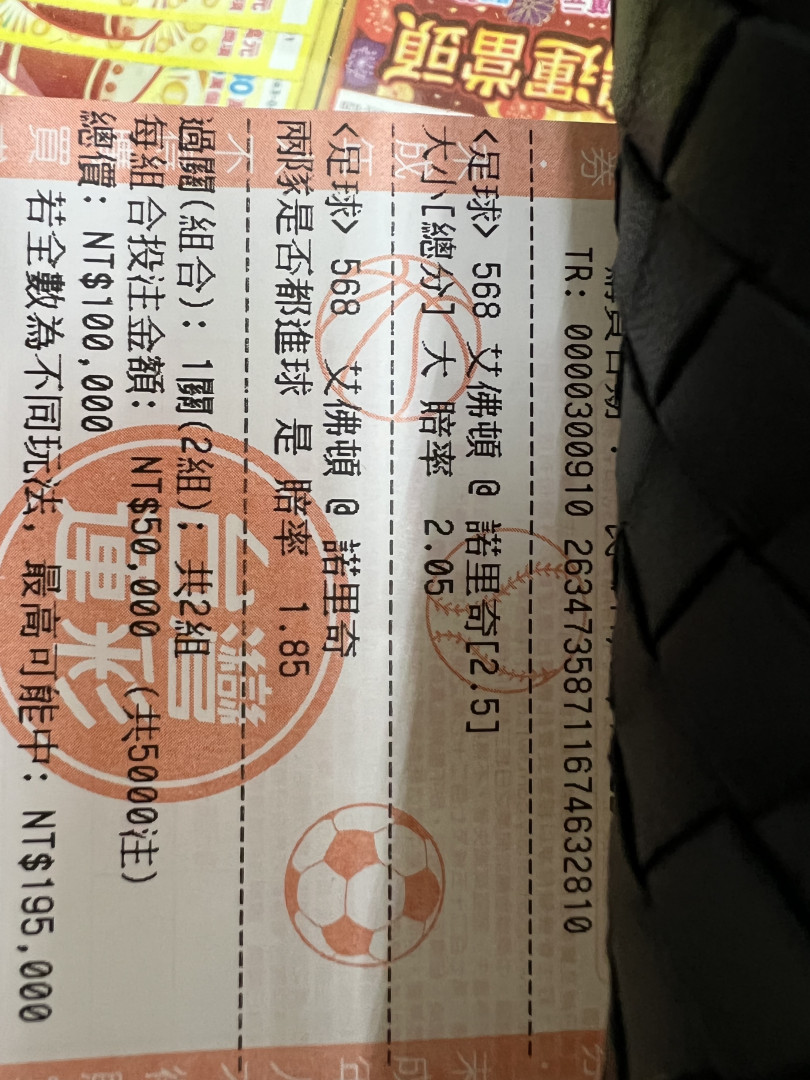 TR: 0000300910 26347358711674632810
<足球> 568 艾佛頓 @ 諾里奇[2.5]
大小[總分] 大 賠率 2.05
<足球> 568 艾佛頓 @ 諾里奇
兩隊是否都進球 是 賠率 1.85
過關(組合): 1關(2組): 共2組
每組合投注金額: NT$50,000 (共5000注)
總價: NT$100,000
若全數為不同玩法, 最高可能中: NT$195,000
台灣
運彩
運當頭